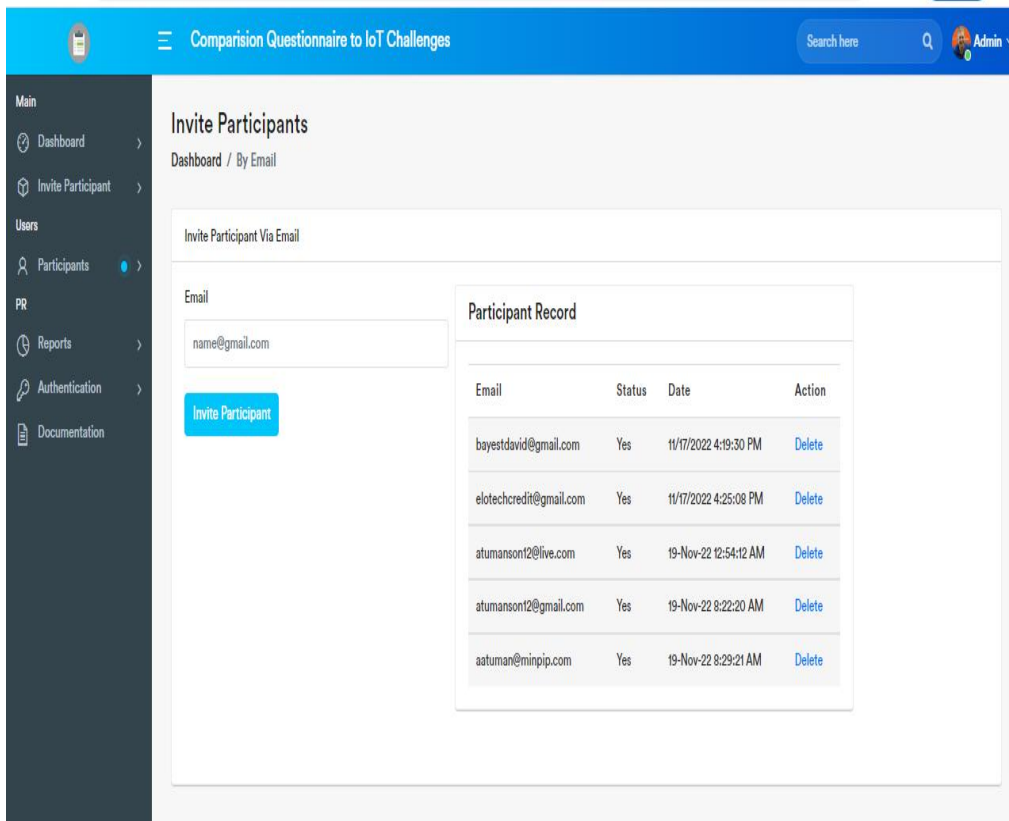 Comparision Questionnaire to IoT Challenges
Search here
Admin
Main
Dashboard
Invite Participant
Users
Participants
PR
Reports
Authentication
Documentation
Invite Participants
Dashboard / By Email
Invite Participant Via Email
Email
name@gmail.com
Invite Participant
Participant Record
Email Status Date Action
bayestdavid@gmail.com Yes 11/17/2022 4:19:30 PM Delete
elotechcredit@gmail.com Yes 11/17/2022 4:25:08 PM Delete
atumanson12@live.com Yes 19-Nov-22 12:54:12 AM Delete
atumanson12@gmail.com Yes 19-Nov-22 8:22:20 AM Delete
aatuman@minpip.com Yes 19-Nov-22 8:29:21 AM Delete